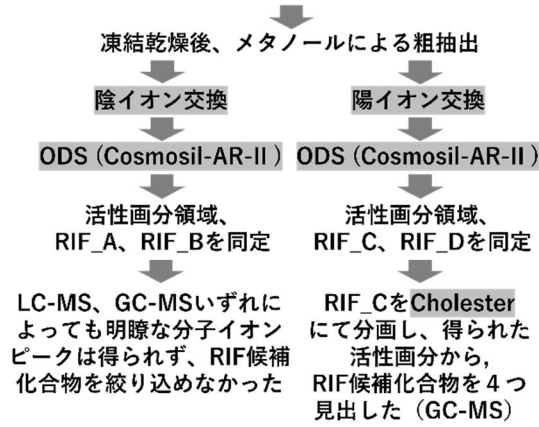 凍結乾燥後、メタノールによる粗抽出
陰イオン交換
ODS (Cosmosil-AR-II)
活性画分領域、
RIF_A、RIF_Bを同定
LC-MS、GC-MSいずれに
よっても明瞭な分子イオン
ピークは得られず、RIF候補
化合物を絞り込めなかった
陽イオン交換
ODS (Cosmosil-AR-II)
活性画分領域、
RIF_C、RIF_Dを同定
RIF_CをCholester
にて分画し、得られた
活性画分から,
RIF候補化合物を４つ
見出した（GC-MS）